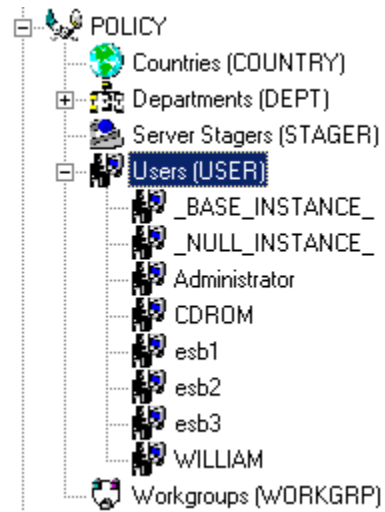 POLICY
Countries (COUNTRY)
Departments (DEPT)
Server Stagers (STAGER)
Users (USER)
_BASE_INSTANCE_
_NULL_INSTANCE_
Administrator
CDROM
esb1
esb2
esb3
WILLIAM
Workgroups (WORKGRP)